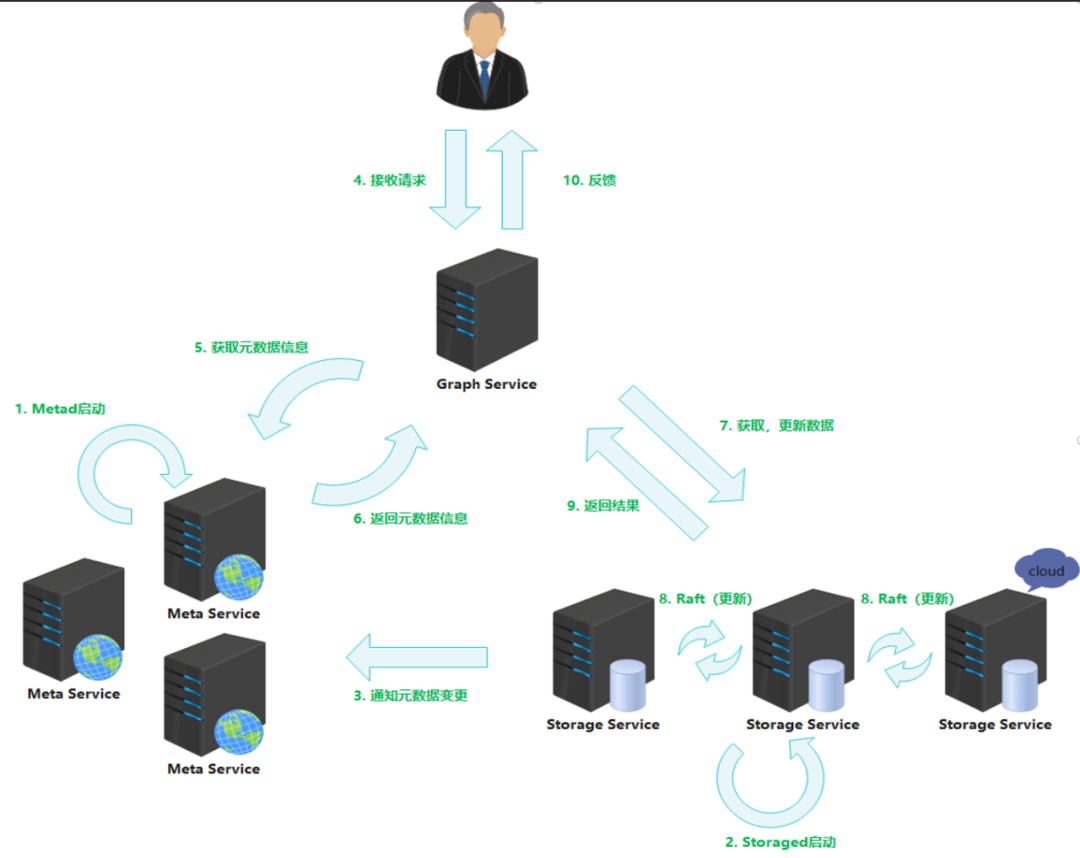 4. 接收请求
10. 反馈
Graph Service
5. 获取元数据信息
1. Metad启动
7. 获取，更新数据
9. 返回结果
6. 返回元数据信息
cloud
8. Raft（更新）
8. Raft（更新）
Meta Service
Meta Service
3. 通知元数据变更
Storage Service
Storage Service
Storage Service
Meta Service
2. Storaged启动